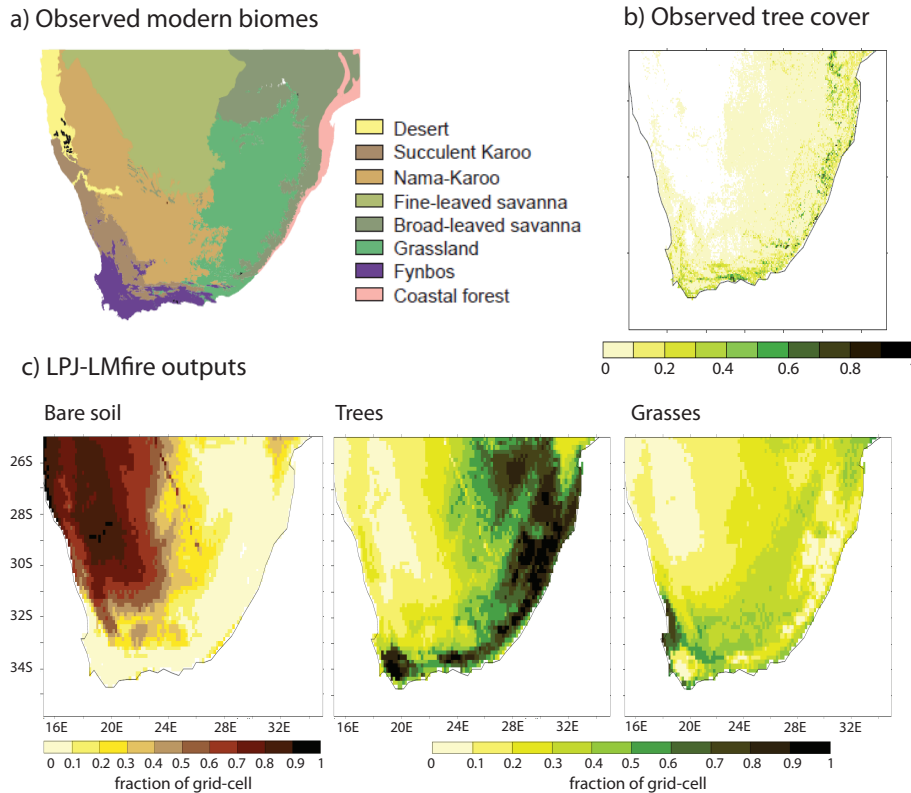 a) Observed modern biomes
Desert
Succulent Karoo
Nama-Karoo
Fine-leaved savanna
Broad-leaved savanna
Grassland
Fynbos
Coastal forest
b) Observed tree cover
0 0.2 0.4 0.6 0.8 1
c) LPJ-LMfire outputs
Bare soil
Trees
Grasses
26S
28S
30S
32S
34S
16E 20E 24E 28E 32E
16E 20E 24E 28E 32E
16E 20E 24E 28E 32E
0 0.1 0.2 0.3 0.4 0.5 0.6 0.7 0.8 0.9 1
fraction of grid-cell
0 0.1 0.2 0.3 0.4 0.5 0.6 0.7 0.8 0.9 1
fraction of grid-cell